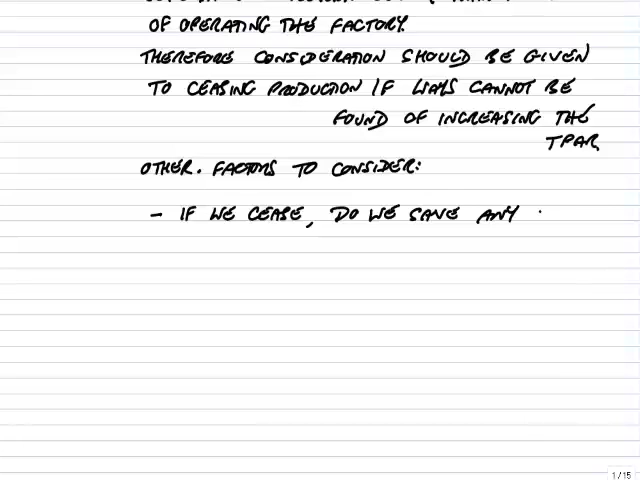 OF OPERATING THE FACTORY.
THEREFORE CONSIDERATION SHOULD BE GIVEN
TO CEASING PRODUCTION IF WAYS CANNOT BE
FOUND OF INCREASING THE
TPAR
OTHER. FACTORS TO CONSIDER:
- IF WE CEASE, DO WE SAVE ANY
1 / 15